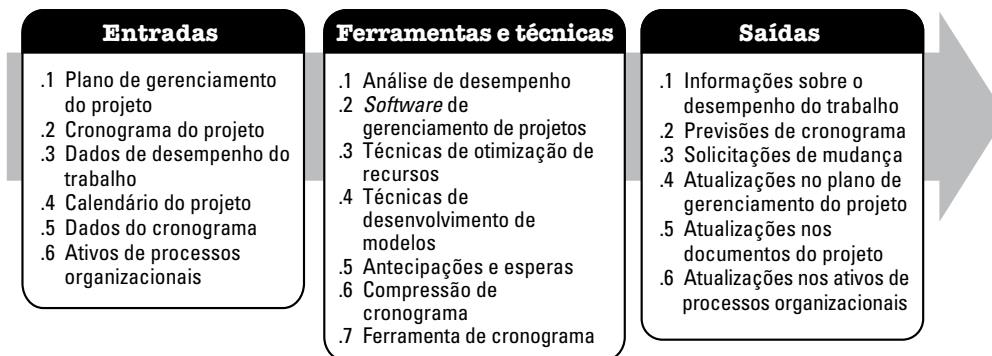 Entradas
.1 Plano de gerenciamento
do projeto
.2 Cronograma do projeto
.3 Dados de desempenho do
trabalho
.4 Calendário do projeto
.5 Dados do cronograma
.6 Ativos de processos
organizacionais
Ferramentas e técnicas
.1 Análise de desempenho
.2 Software de
gerenciamento de projetos
.3 Técnicas de otimização de
recursos
.4 Técnicas de
desenvolvimento de
modelos
.5 Antecipações e esperas
.6 Compressão de
cronograma
.7 Ferramenta de cronograma
Saídas
.1 Informações sobre o
desempenho do trabalho
.2 Previsões de cronograma
.3 Solicitações de mudança
.4 Atualizações no plano de
gerenciamento do projeto
.5 Atualizações nos
documentos do projeto
.6 Atualizações nos ativos de
processos organizacionais